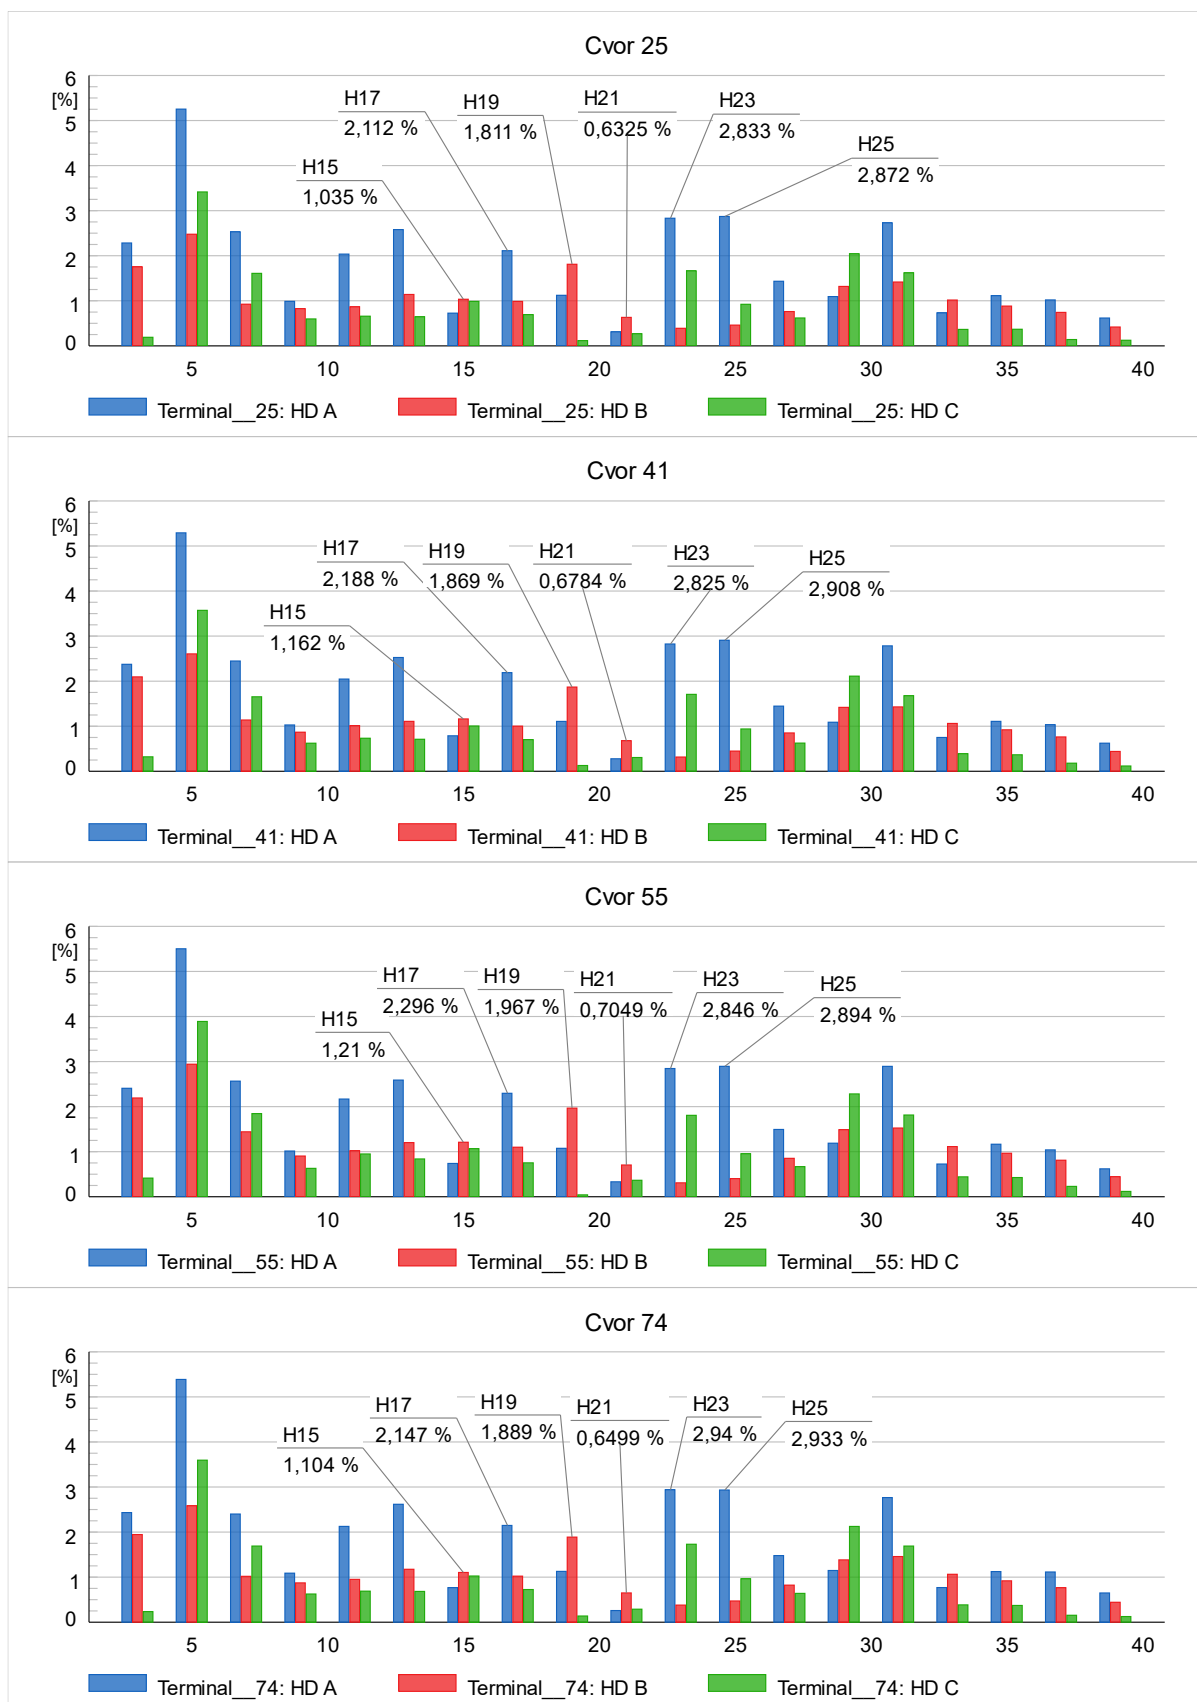 Cvor 25
6
[%]
5
4
3
2
1
0
H17
2,112 %
H19
1,811 %
H21
0,6325 %
H23
2,833 %
H25
2,872 %
H15
1,035 %
5 10 15 20 25 30 35 40
Terminal__25: HD A Terminal__25: HD B Terminal__25: HD C
Cvor 41
6
[%]
5
4
3
2
1
0
H17
2,188 %
H19
1,869 %
H21
0,6784 %
H23
2,825 %
H25
2,908 %
H15
1,162 %
5 10 15 20 25 30 35 40
Terminal__41: HD A Terminal__41: HD B Terminal__41: HD C
Cvor 55
6
[%]
5
4
3
2
1
0
H17
2,296 %
H19
1,967 %
H21
0,7049 %
H23
2,846 %
H25
2,894 %
H15
1,21 %
5 10 15 20 25 30 35 40
Terminal__55: HD A Terminal__55: HD B Terminal__55: HD C
Cvor 74
6
[%]
5
4
3
2
1
0
H17
2,147 %
H19
1,889 %
H21
0,6499 %
H23
2,94 %
H25
2,933 %
H15
1,104 %
5 10 15 20 25 30 35 40
Terminal__74: HD A Terminal__74: HD B Terminal__74: HD C